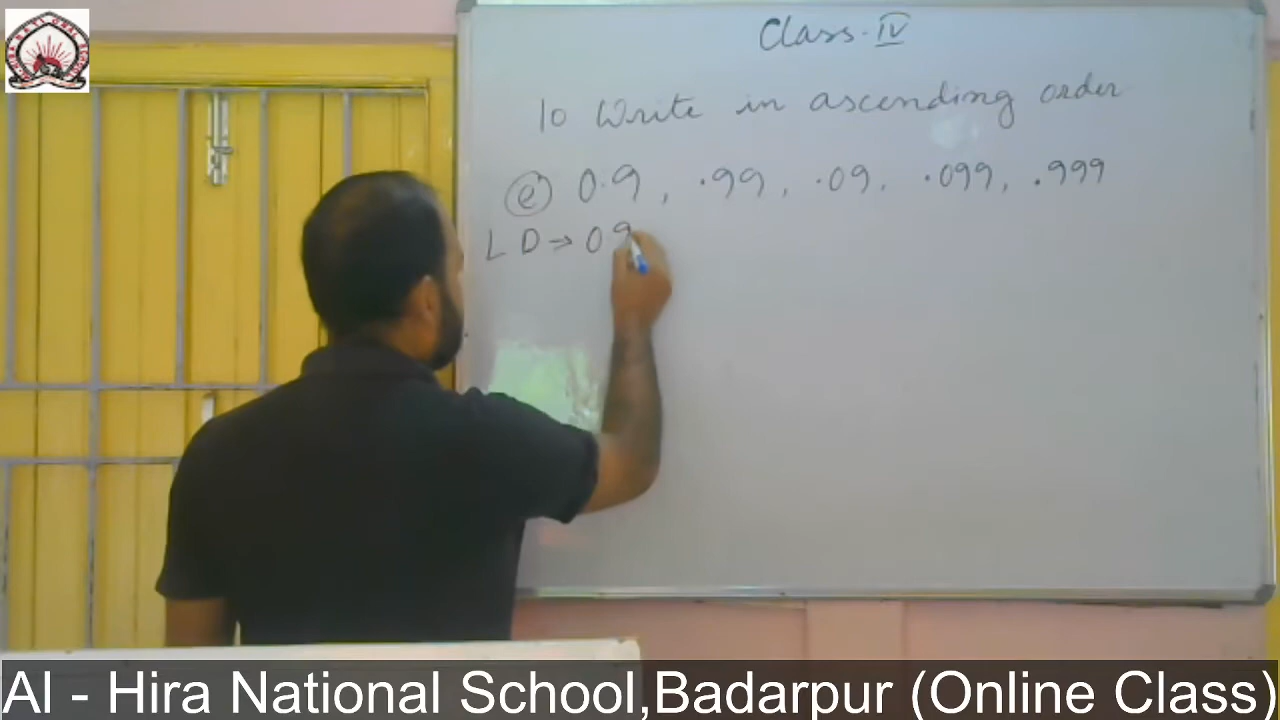 Class-IV
10 Write in ascending order
(e) 0.9, .99, .09, .099, .999
LD→ 0 9
Al - Hira National School,Badarpur (Online Class)